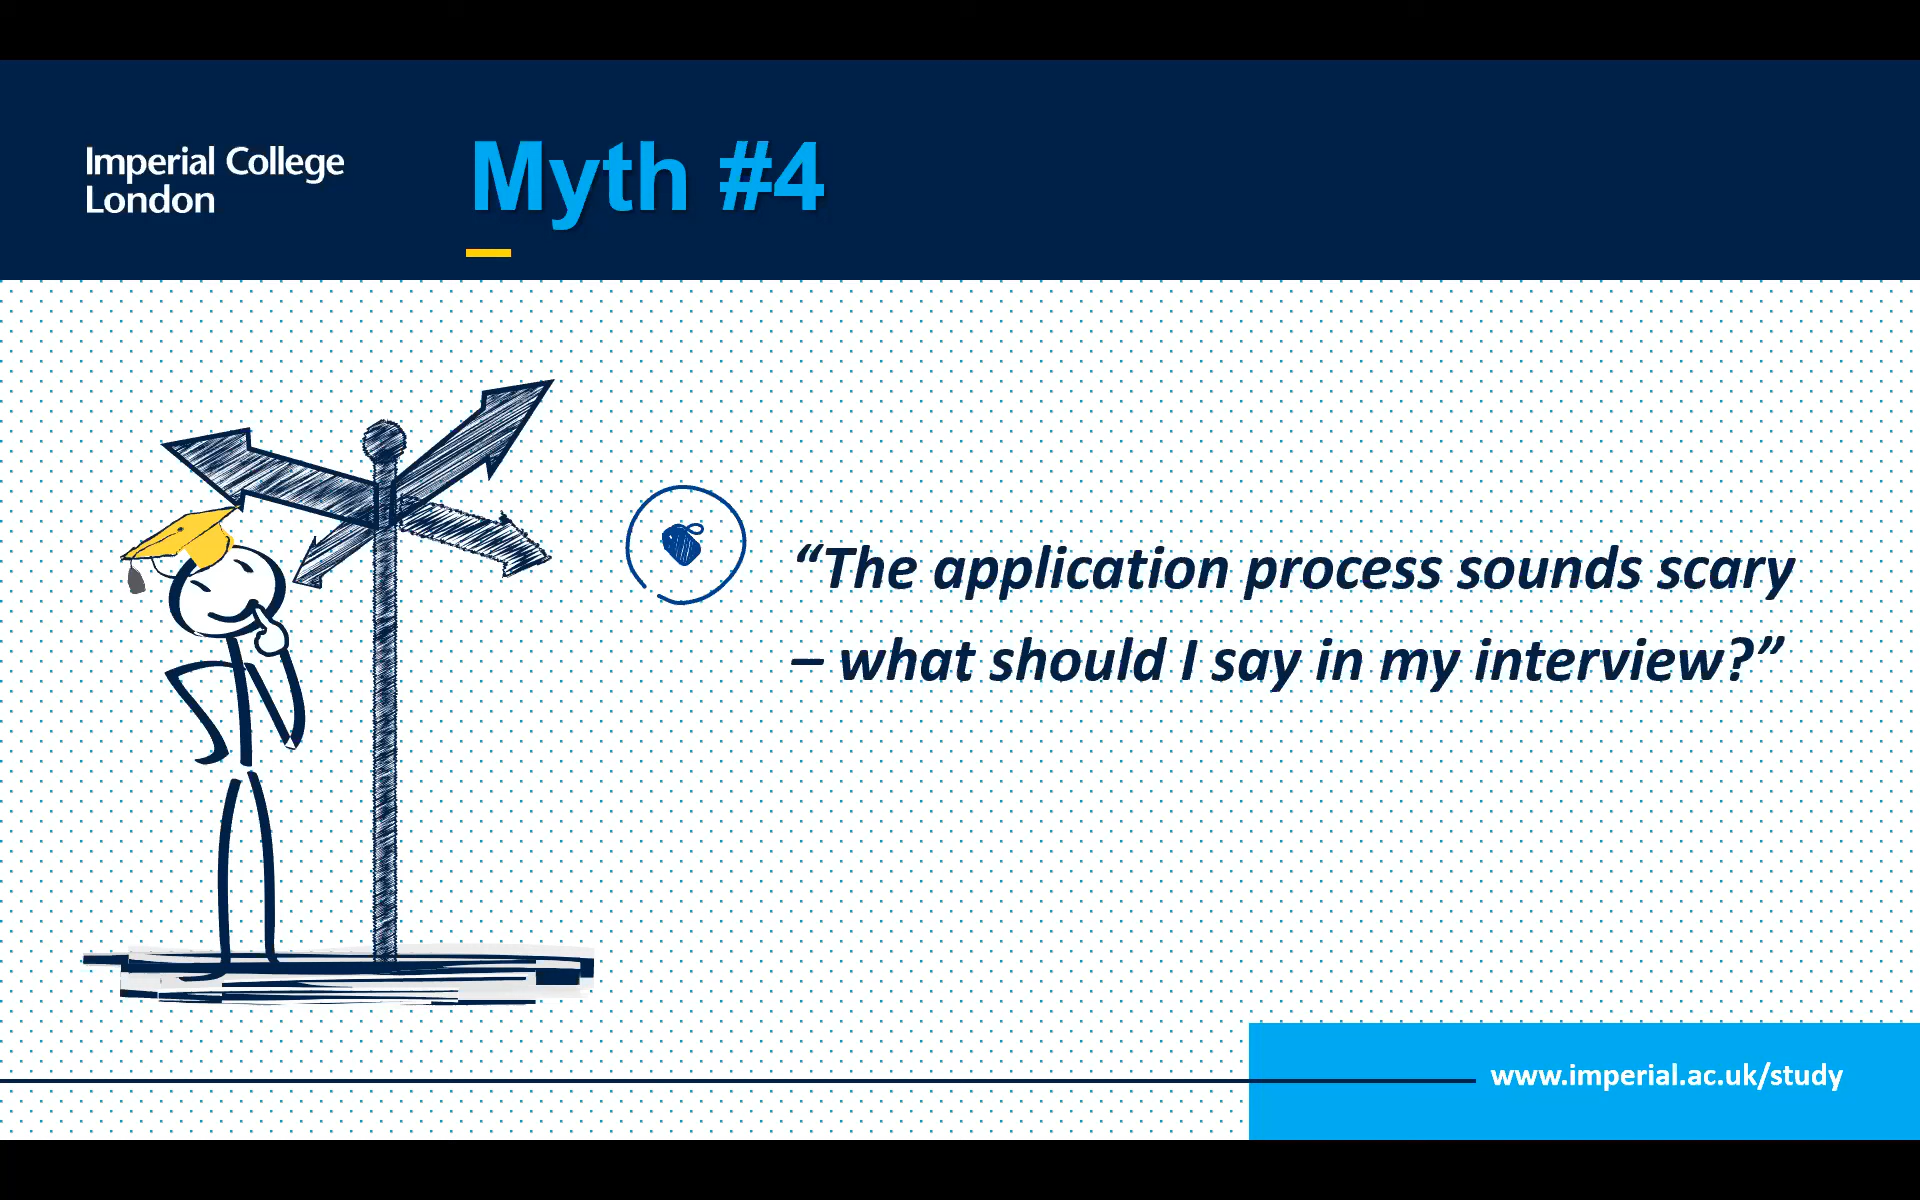 Imperial College
London
Myth #4
“The application process sounds scary
– what should I say in my interview?”
www.imperial.ac.uk/study